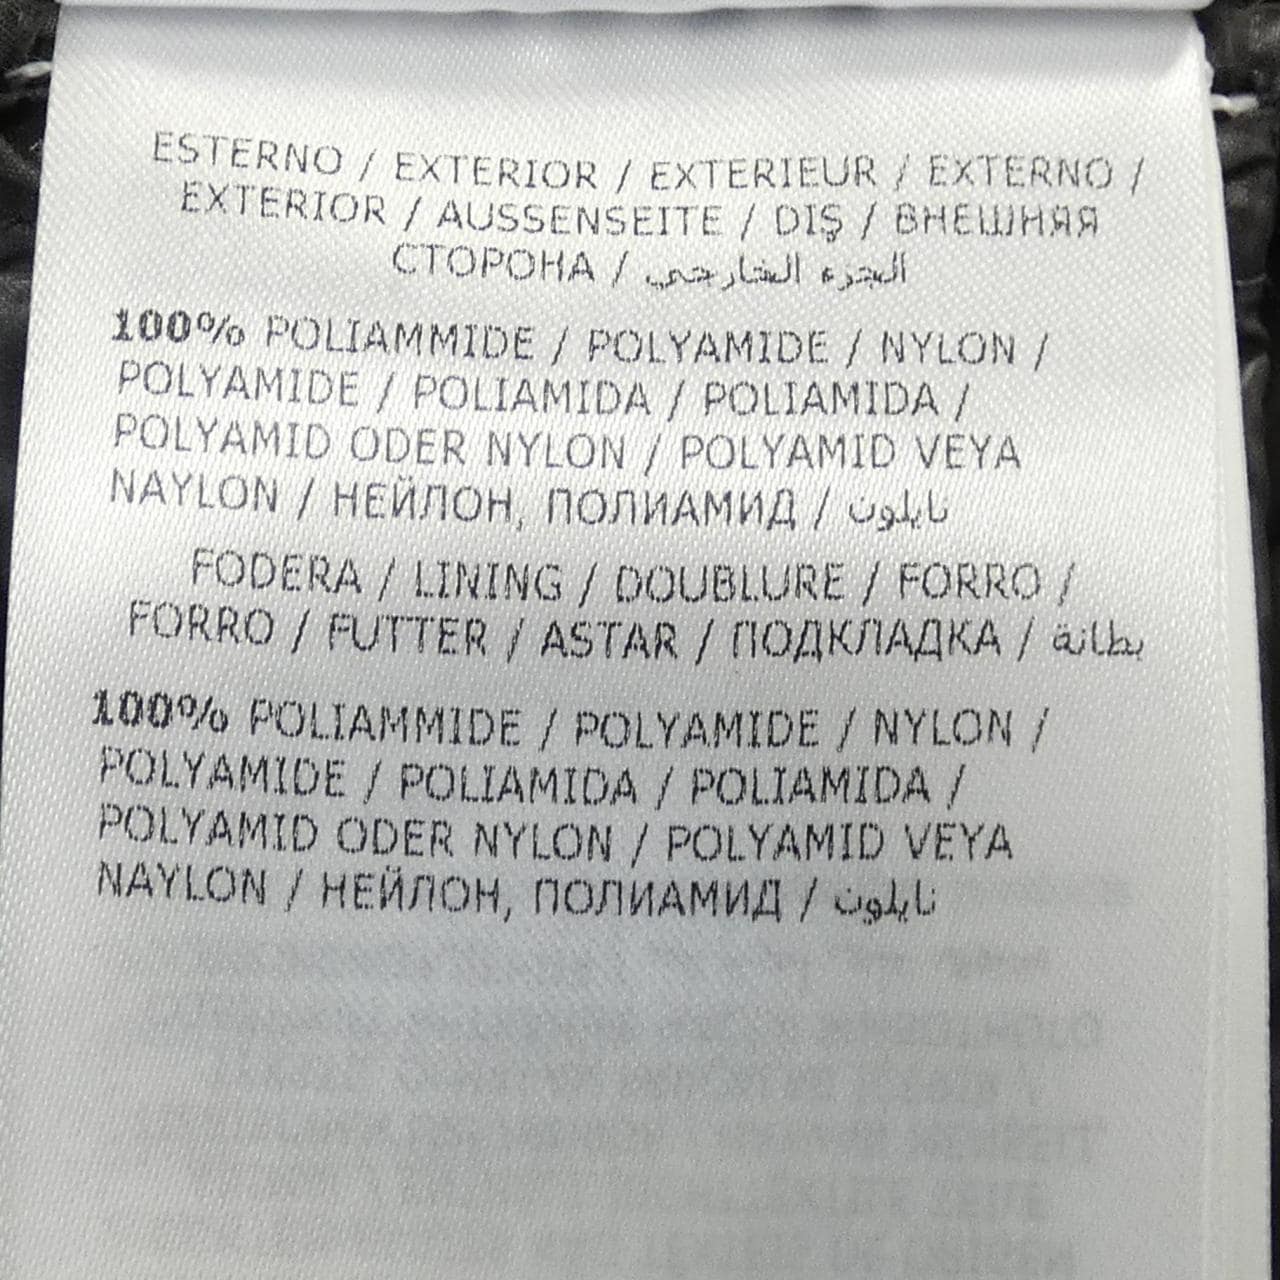 ESTERNO / EXTERIOR / EXTERIEUR / EXTERNO /
EXTERIOR / AUSSENSEITE / DIŞ / ВНЕШНЯЯ
СТОРОНА / الجزء الخارجي
100% POLIAMMIDE / POLYAMIDE / NYLON /
POLYAMIDE / POLIAMIDA / POLIAMIDA /
POLYAMID ODER NYLON / POLYAMID VEYA
NAYLON / НЕЙЛОН, ПОЛИАМИД / نايلون
FODERA / LINING / DOUBLURE / FORRO /
FORRO / FUTTER / ASTAR / ПОДКЛАДКА / بطانة
100% POLIAMMIDE / POLYAMIDE / NYLON /
POLYAMIDE / POLIAMIDA / POLIAMIDA /
POLYAMID ODER NYLON / POLYAMID VEYA
NAYLON / НЕЙЛОН, ПОЛИАМИД / نايلون